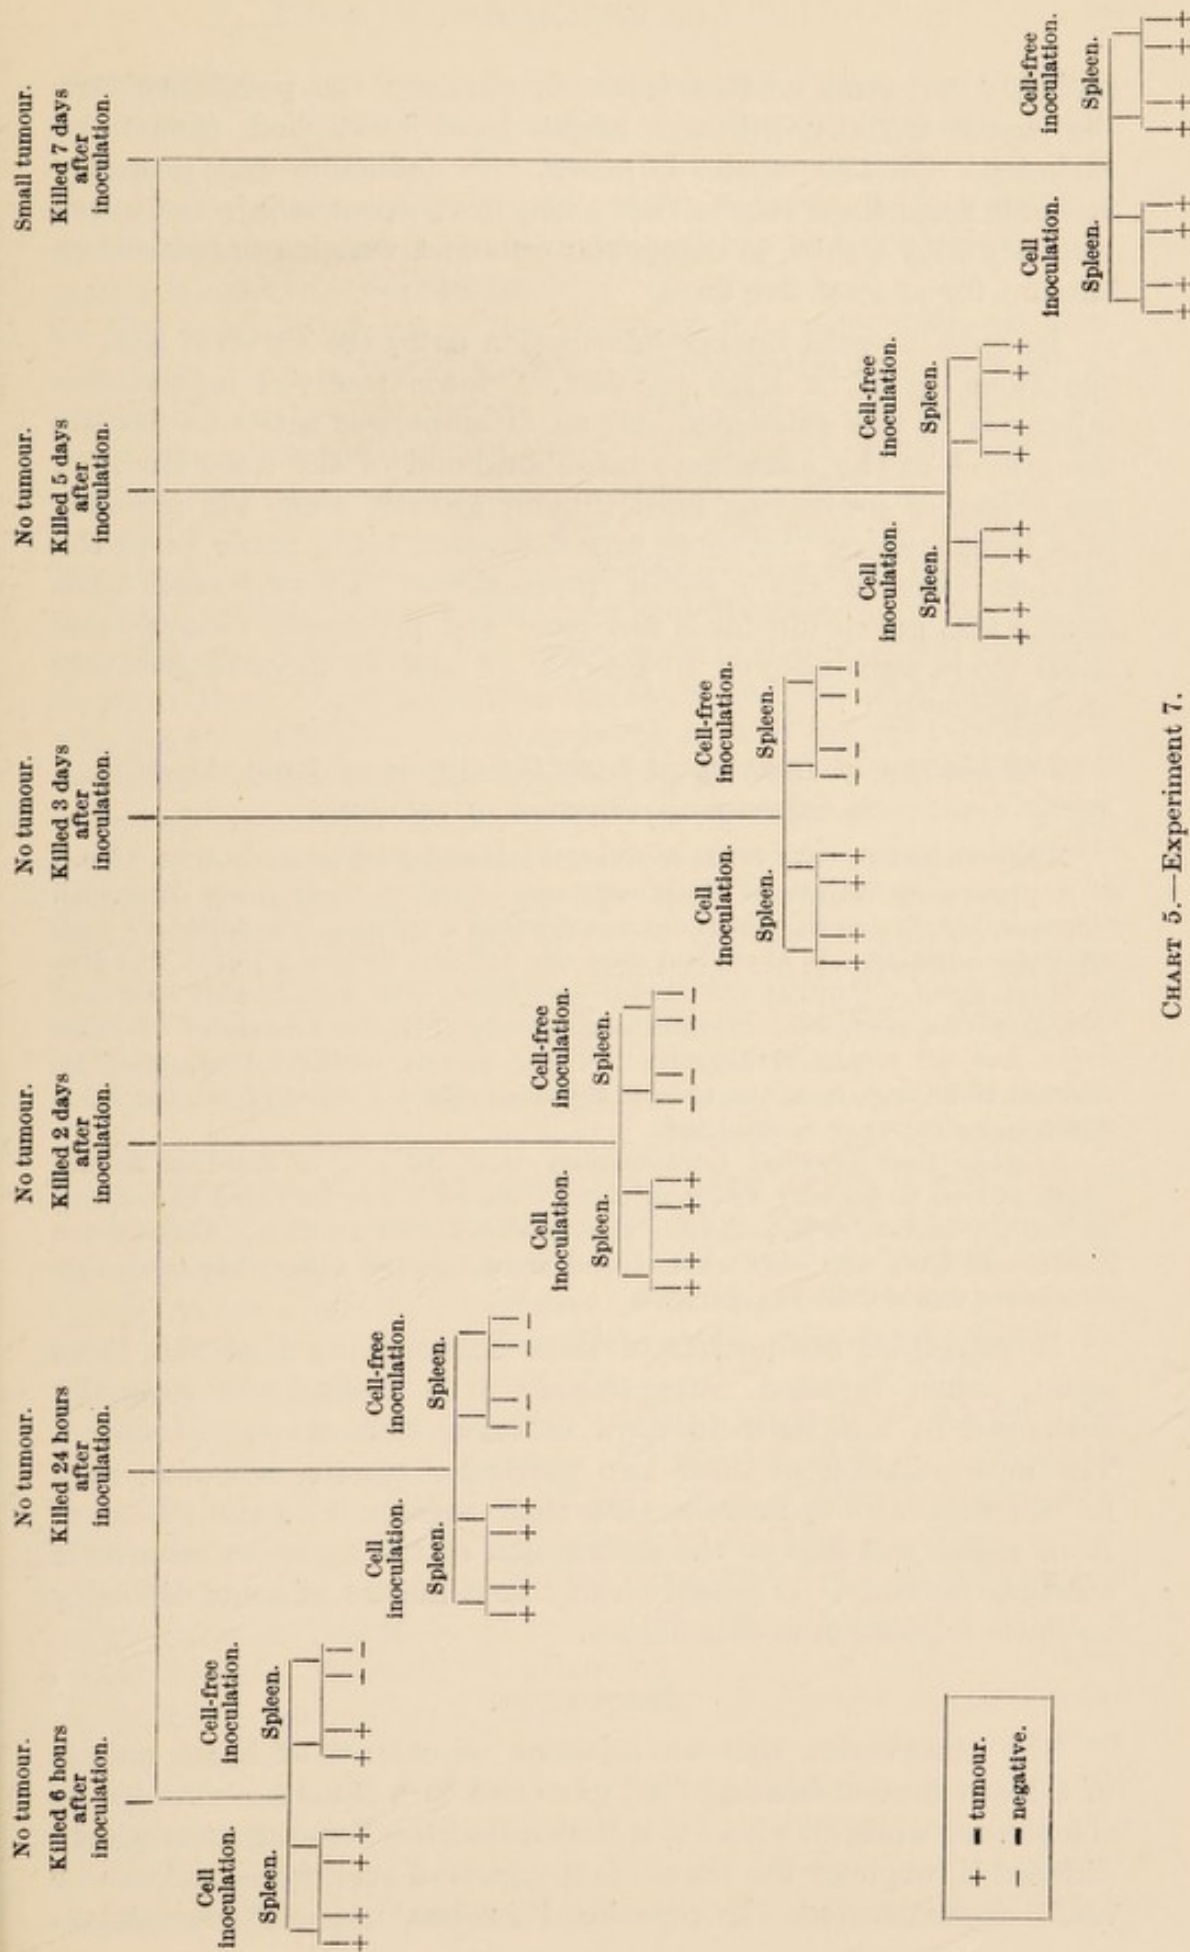 No tumour.
Killed 6 hours
after
inoculation.
No tumour.
Killed 24 hours
after
inoculation.
No tumour.
Killed 2 days
after
inoculation.
No tumour.
Killed 3 days
after
inoculation.
No tumour.
Killed 5 days
after
inoculation.
Small tumour.
Killed 7 days
after
inoculation.
Cell
inoculation.
Spleen.
+ + + +
Cell-free
inoculation.
Spleen.
+ + − −
Cell
inoculation.
Spleen.
+ + + +
Cell-free
inoculation.
Spleen.
− − − −
Cell
inoculation.
Spleen.
+ + + +
Cell-free
inoculation.
Spleen.
− − − −
Cell
inoculation.
Spleen.
+ + + +
Cell-free
inoculation.
Spleen.
− − − −
Cell
inoculation.
Spleen.
+ + + +
Cell-free
inoculation.
Spleen.
+ + + +
Cell
inoculation.
Spleen.
+ + + +
Cell-free
inoculation.
Spleen.
+ + + +
+ = tumour.
− = negative.
CHART 5.—Experiment 7.